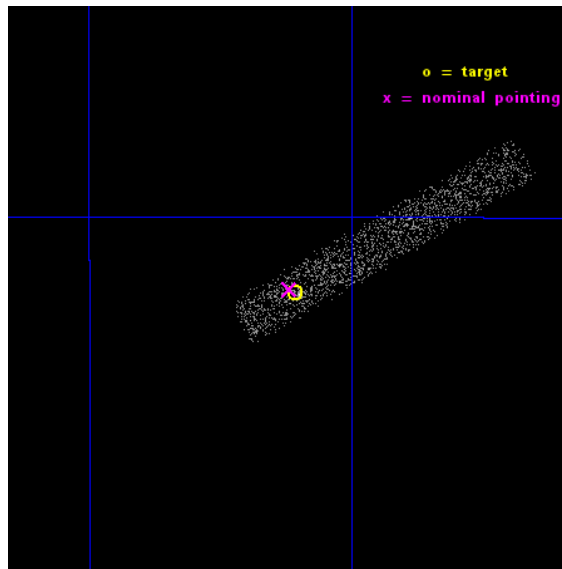 o = target
x = nominal pointing